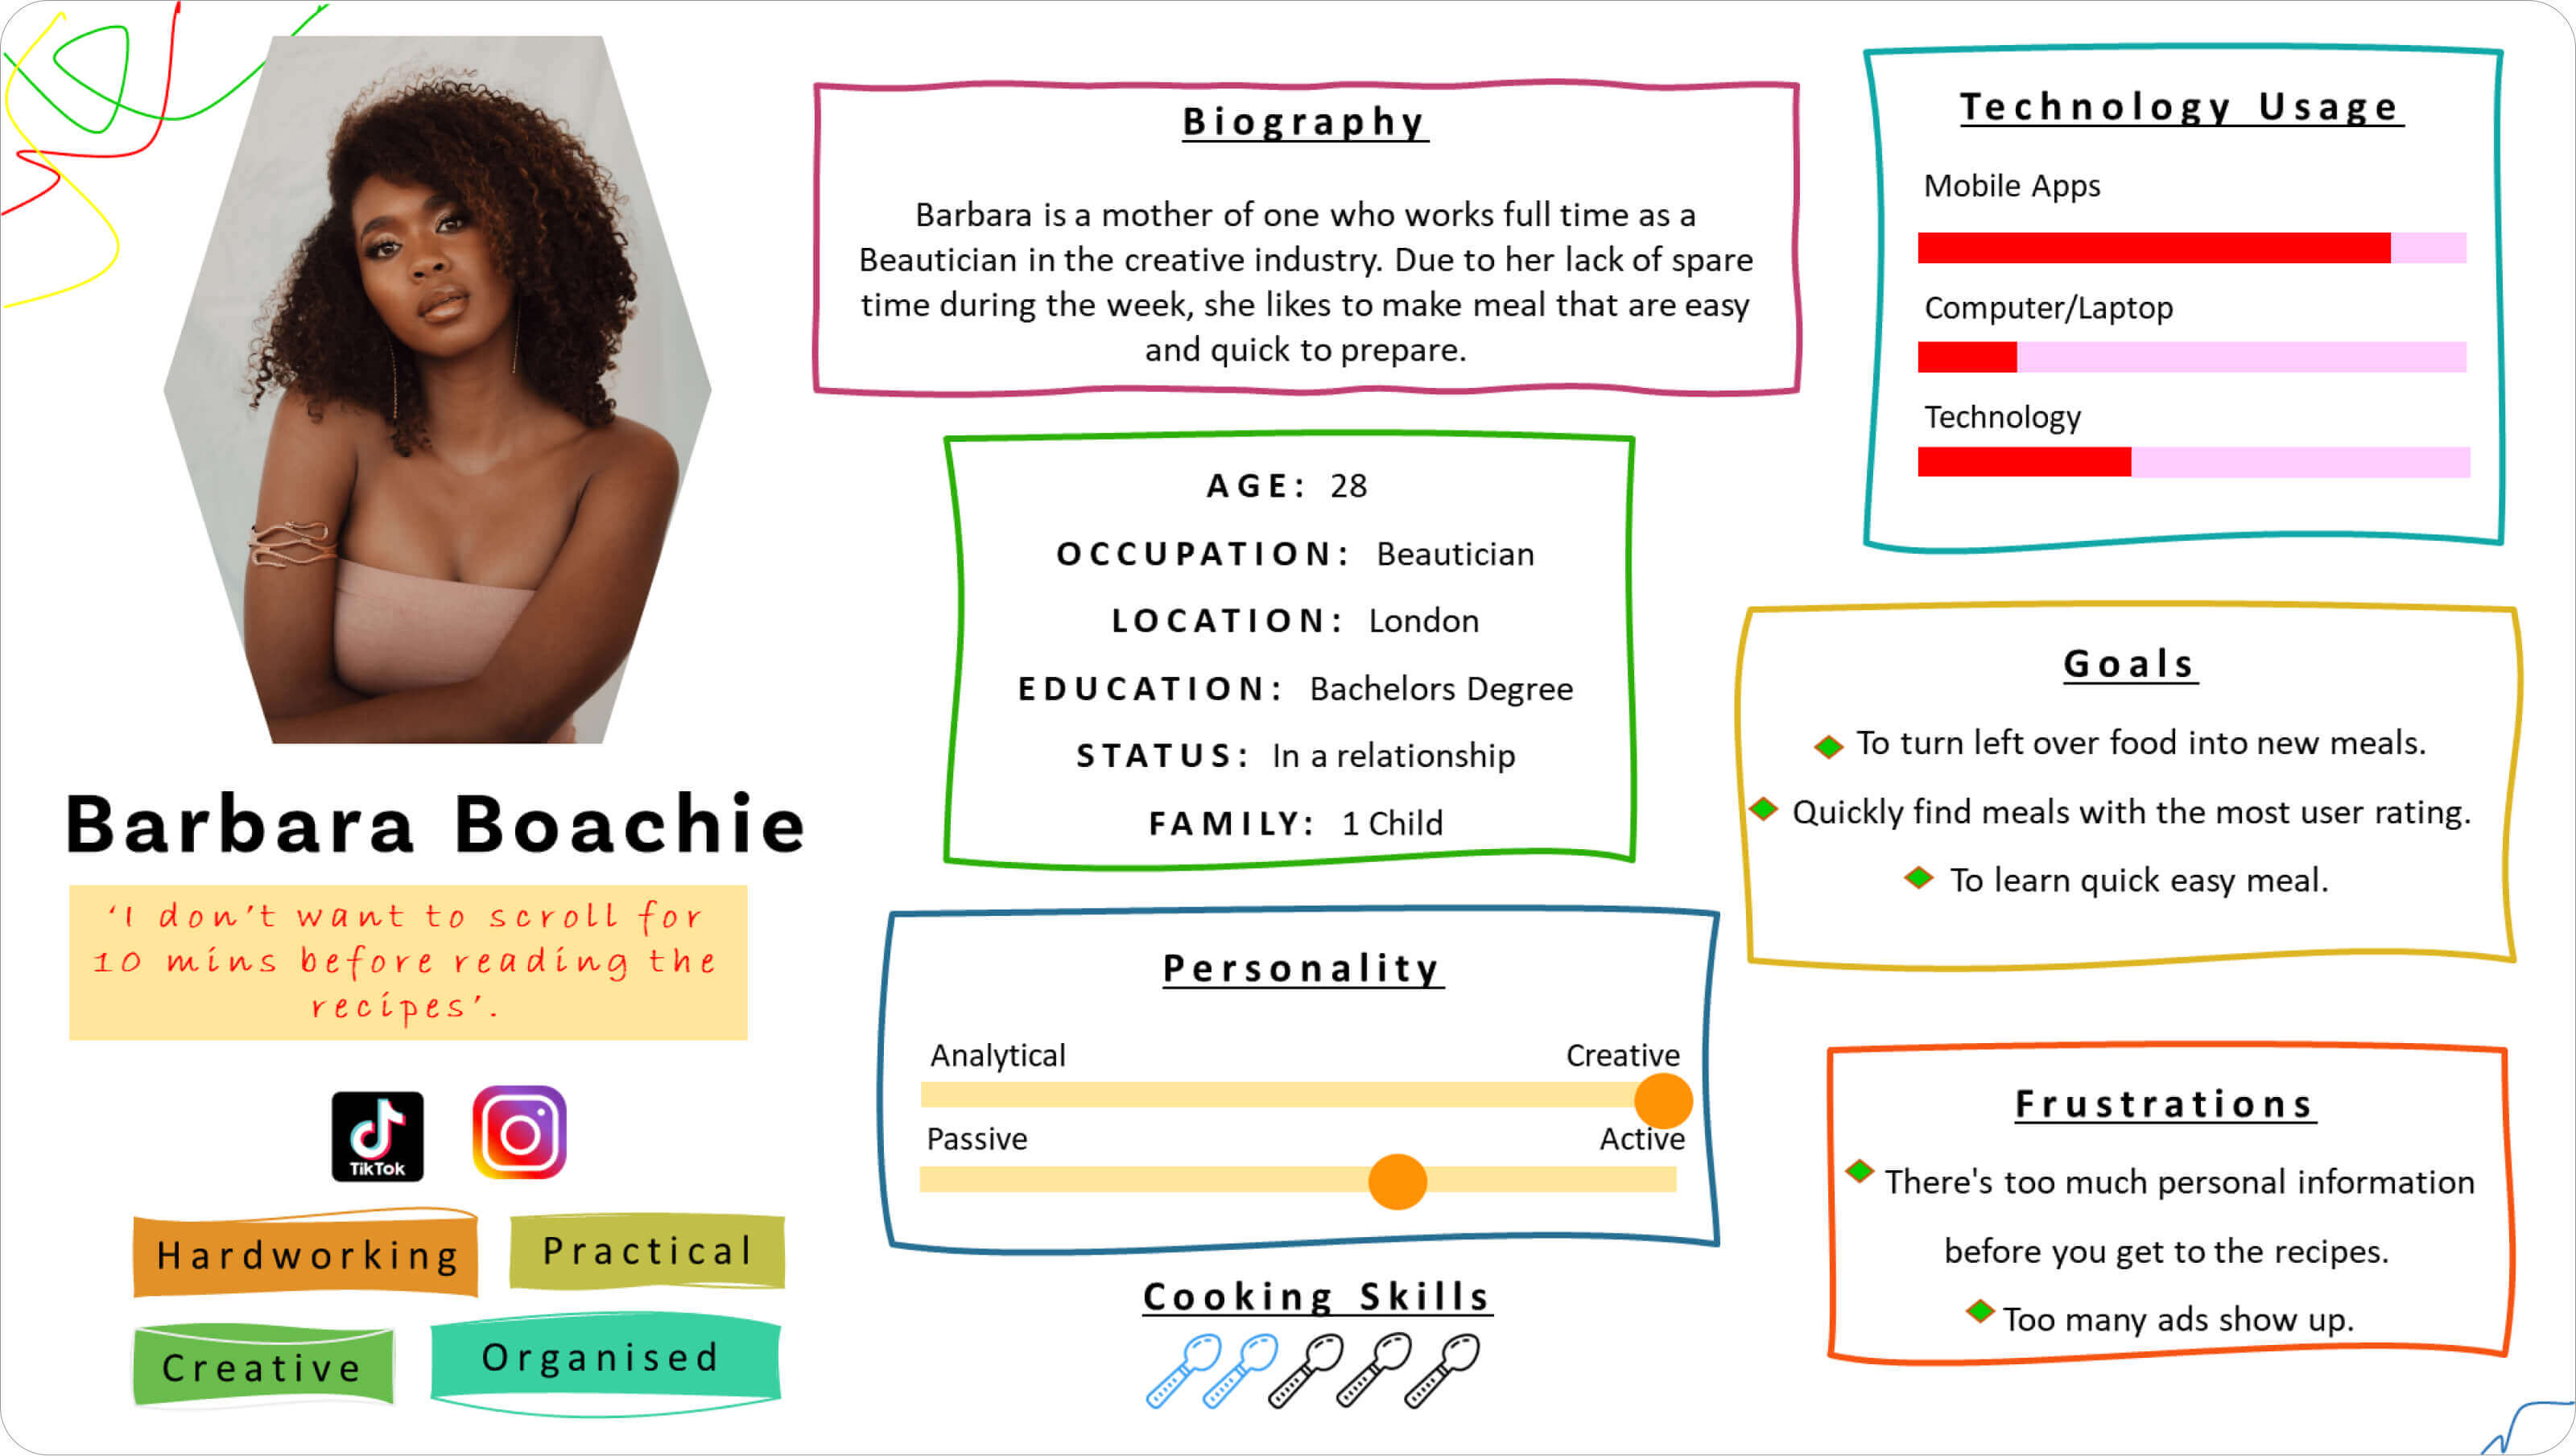 Biography
Barbara is a mother of one who works full time as a
Beautician in the creative industry. Due to her lack of spare
time during the week, she likes to make meal that are easy
and quick to prepare.
Technology Usage
Mobile Apps
Computer/Laptop
Technology
AGE: 28
OCCUPATION: Beautician
LOCATION: London
EDUCATION: Bachelors Degree
STATUS: In a relationship
FAMILY: 1 Child
Goals
To turn left over food into new meals.
Quickly find meals with the most user rating.
To learn quick easy meal.
Barbara Boachie
‘I don’t want to scroll for
10 mins before reading the
recipes’.
TikTok
Hardworking
Practical
Creative
Organised
Personality
Analytical Creative
Passive Active
Cooking Skills
Frustrations
There's too much personal information
before you get to the recipes.
Too many ads show up.